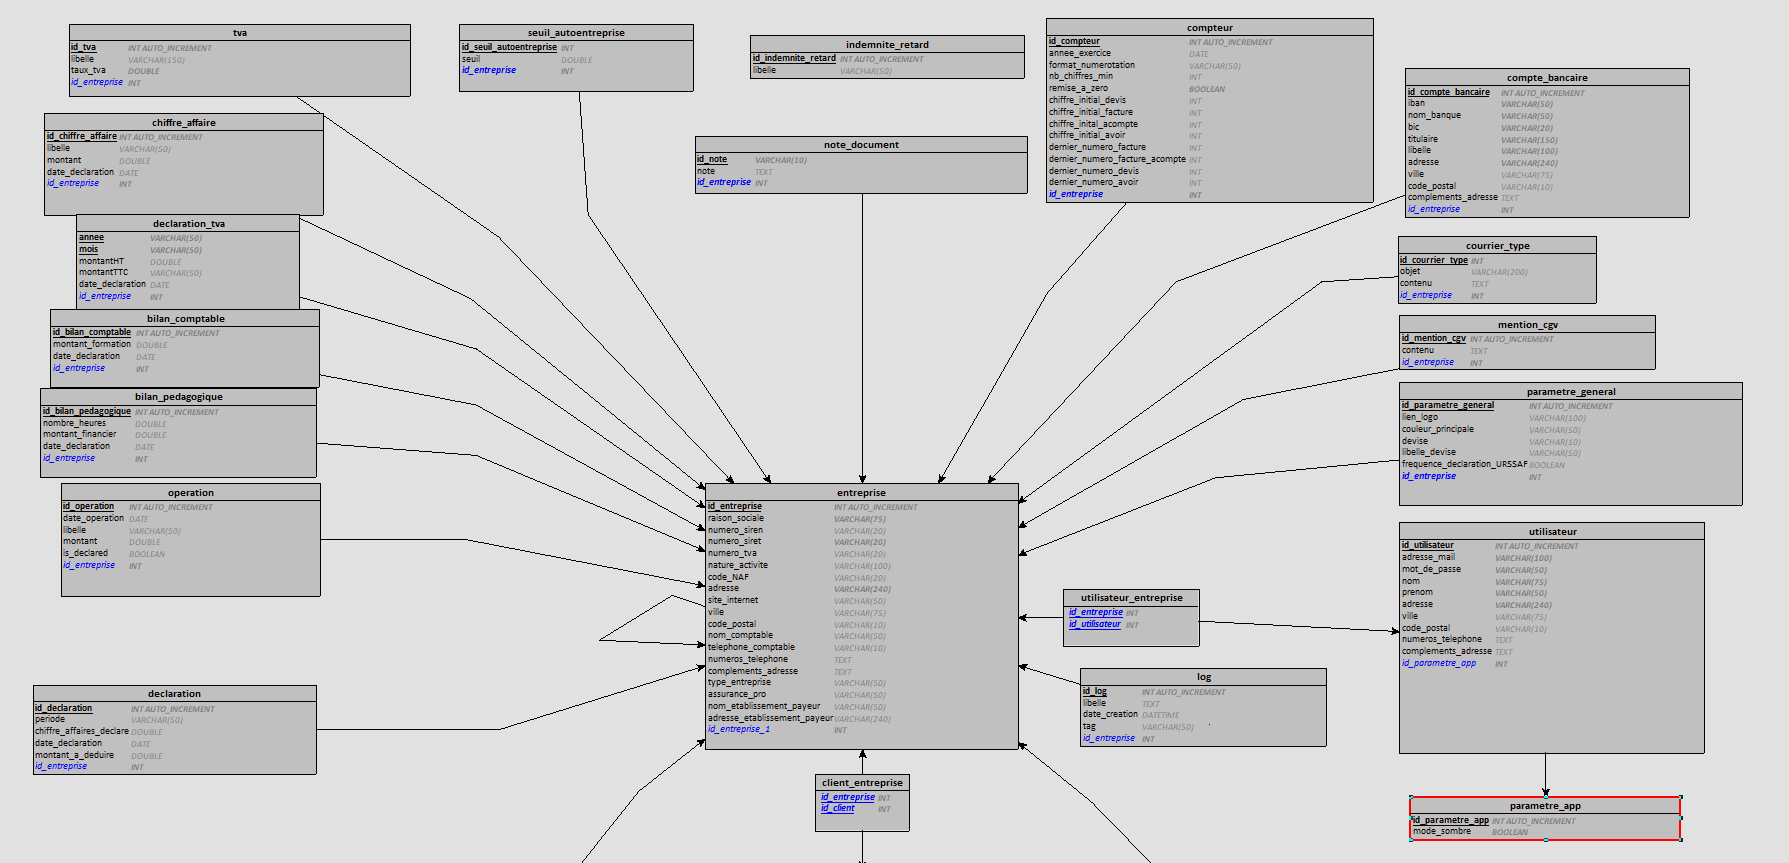 tva
id_tva INT AUTO_INCREMENT
libelle VARCHAR(150)
taux_tva DOUBLE
id_entreprise INT
seuil_autoentreprise
id_seuil_autoentreprise INT
seuil DOUBLE
id_entreprise INT
indemnite_retard
id_indemnite_retard INT AUTO_INCREMENT
libelle VARCHAR(50)
compteur
id_compteur INT AUTO_INCREMENT
annee_exercice DATE
format_numerotation VARCHAR(50)
nb_chiffres_min INT
remise_a_zero BOOLEAN
chiffre_initial_devis INT
chiffre_initial_facture INT
chiffre_inital_acompte INT
chiffre_initial_avoir INT
dernier_numero_facture INT
dernier_numero_facture_acompte INT
dernier_numero_devis INT
dernier_numero_avoir INT
id_entreprise INT
compte_bancaire
id_compte_bancaire INT AUTO_INCREMENT
iban VARCHAR(50)
nom_banque VARCHAR(50)
bic VARCHAR(20)
titulaire VARCHAR(150)
libelle VARCHAR(100)
adresse VARCHAR(240)
ville VARCHAR(75)
code_postal VARCHAR(10)
complements_adresse TEXT
id_entreprise INT
chiffre_affaire
id_chiffre_affaire INT AUTO_INCREMENT
libelle VARCHAR(50)
montant DOUBLE
date_declaration DATE
id_entreprise INT
note_document
id_note VARCHAR(10)
note TEXT
id_entreprise INT
declaration_tva
annee VARCHAR(50)
mois VARCHAR(50)
montantHT DOUBLE
montantTTC VARCHAR(50)
date_declaration DATE
id_entreprise INT
courrier_type
id_courrier_type INT
objet VARCHAR(200)
contenu TEXT
id_entreprise INT
bilan_comptable
id_bilan_comptable INT AUTO_INCREMENT
montant_formation DOUBLE
date_declaration DATE
id_entreprise INT
mention_cgv
id_mention_cgv INT AUTO_INCREMENT
contenu TEXT
id_entreprise INT
bilan_pedagogique
id_bilan_pedagogique INT AUTO_INCREMENT
nombre_heures DOUBLE
montant_financier DOUBLE
date_declaration DATE
id_entreprise INT
parametre_general
id_parametre_general INT AUTO_INCREMENT
lien_logo VARCHAR(100)
couleur_principale VARCHAR(50)
devise VARCHAR(10)
libelle_devise VARCHAR(50)
frequence_declaration_URSSAF BOOLEAN
id_entreprise INT
operation
id_operation INT AUTO_INCREMENT
date_operation DATE
libelle VARCHAR(50)
montant DOUBLE
is_declared BOOLEAN
id_entreprise INT
entreprise
id_entreprise INT AUTO_INCREMENT
raison_sociale VARCHAR(75)
numero_siren VARCHAR(20)
numero_siret VARCHAR(20)
numero_tva VARCHAR(20)
nature_activite VARCHAR(100)
code_NAF VARCHAR(20)
adresse VARCHAR(240)
site_internet VARCHAR(50)
ville VARCHAR(75)
code_postal VARCHAR(10)
nom_comptable VARCHAR(50)
telephone_comptable VARCHAR(10)
numeros_telephone TEXT
complements_adresse TEXT
type_entreprise VARCHAR(50)
assurance_pro VARCHAR(50)
nom_etablissement_payeur VARCHAR(50)
adresse_etablissement_payeur VARCHAR(240)
id_entreprise_1 INT
utilisateur
id_utilisateur INT AUTO_INCREMENT
adresse_mail VARCHAR(100)
mot_de_passe VARCHAR(50)
nom VARCHAR(75)
prenom VARCHAR(50)
adresse VARCHAR(240)
ville VARCHAR(75)
code_postal VARCHAR(10)
numeros_telephone TEXT
complements_adresse TEXT
id_parametre_app INT
utilisateur_entreprise
id_entreprise INT
id_utilisateur INT
log
id_log INT AUTO_INCREMENT
libelle TEXT
date_creation DATETIME
tag VARCHAR(50)
id_entreprise INT
declaration
id_declaration INT AUTO_INCREMENT
periode VARCHAR(50)
chiffre_affaires_declare DOUBLE
date_declaration DATE
montant_a_deduire DOUBLE
id_entreprise INT
client_entreprise
id_entreprise INT
id_client INT
parametre_app
id_parametre_app INT AUTO_INCREMENT
mode_sombre BOOLEAN